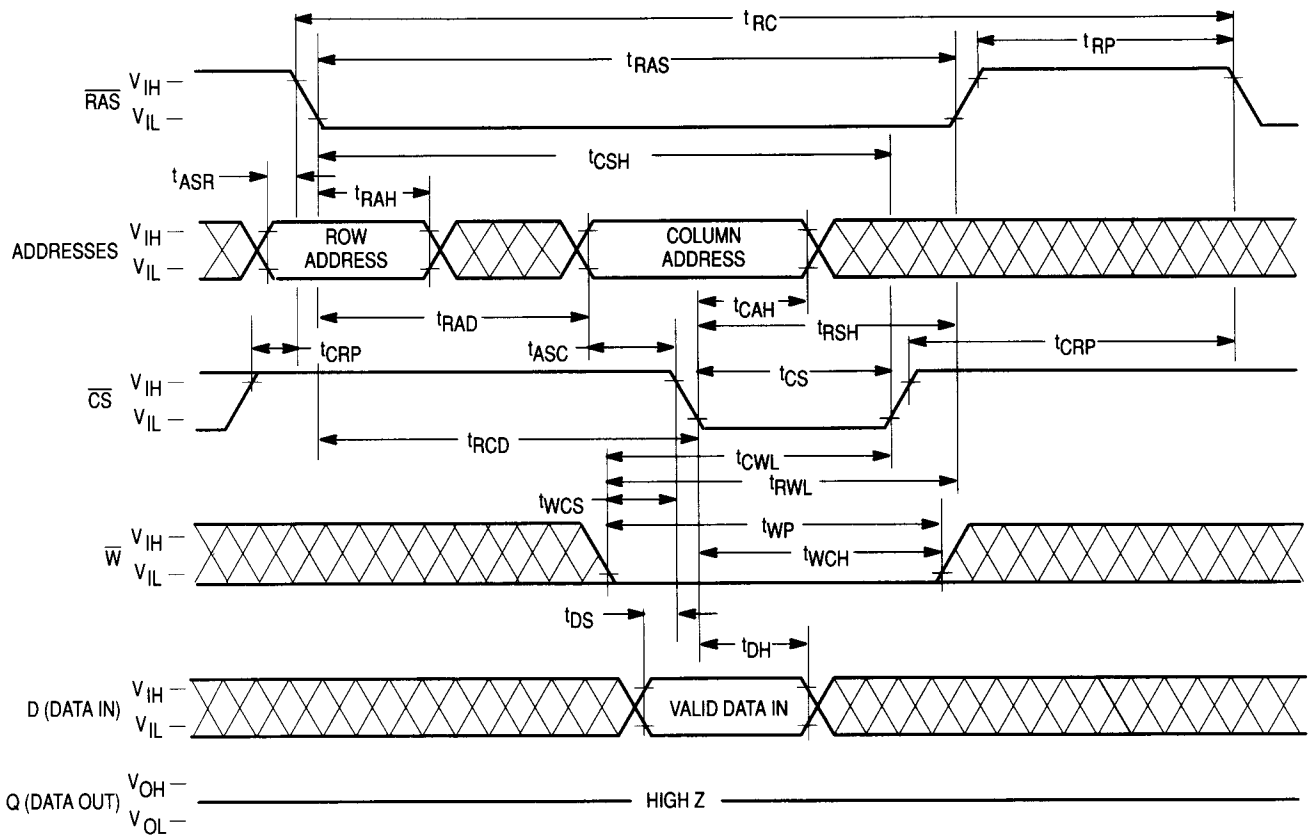 tRC
tRP
tRAS
RAS
VIH
VIL
tCSH
tASR
tRAH
ADDRESSES
VIH
VIL
ROW
ADDRESS
COLUMN
ADDRESS
tCAH
tRAD
tRSH
tCRP
tASC
tCRP
tCS
CS
VIH
VIL
tRCD
tCWL
tRWL
tWCS
tWP
W
VIH
VIL
tWCH
tDS
tDH
D (DATA IN)
VIH
VIL
VALID DATA IN
Q (DATA OUT)
VOH
VOL
HIGH Z